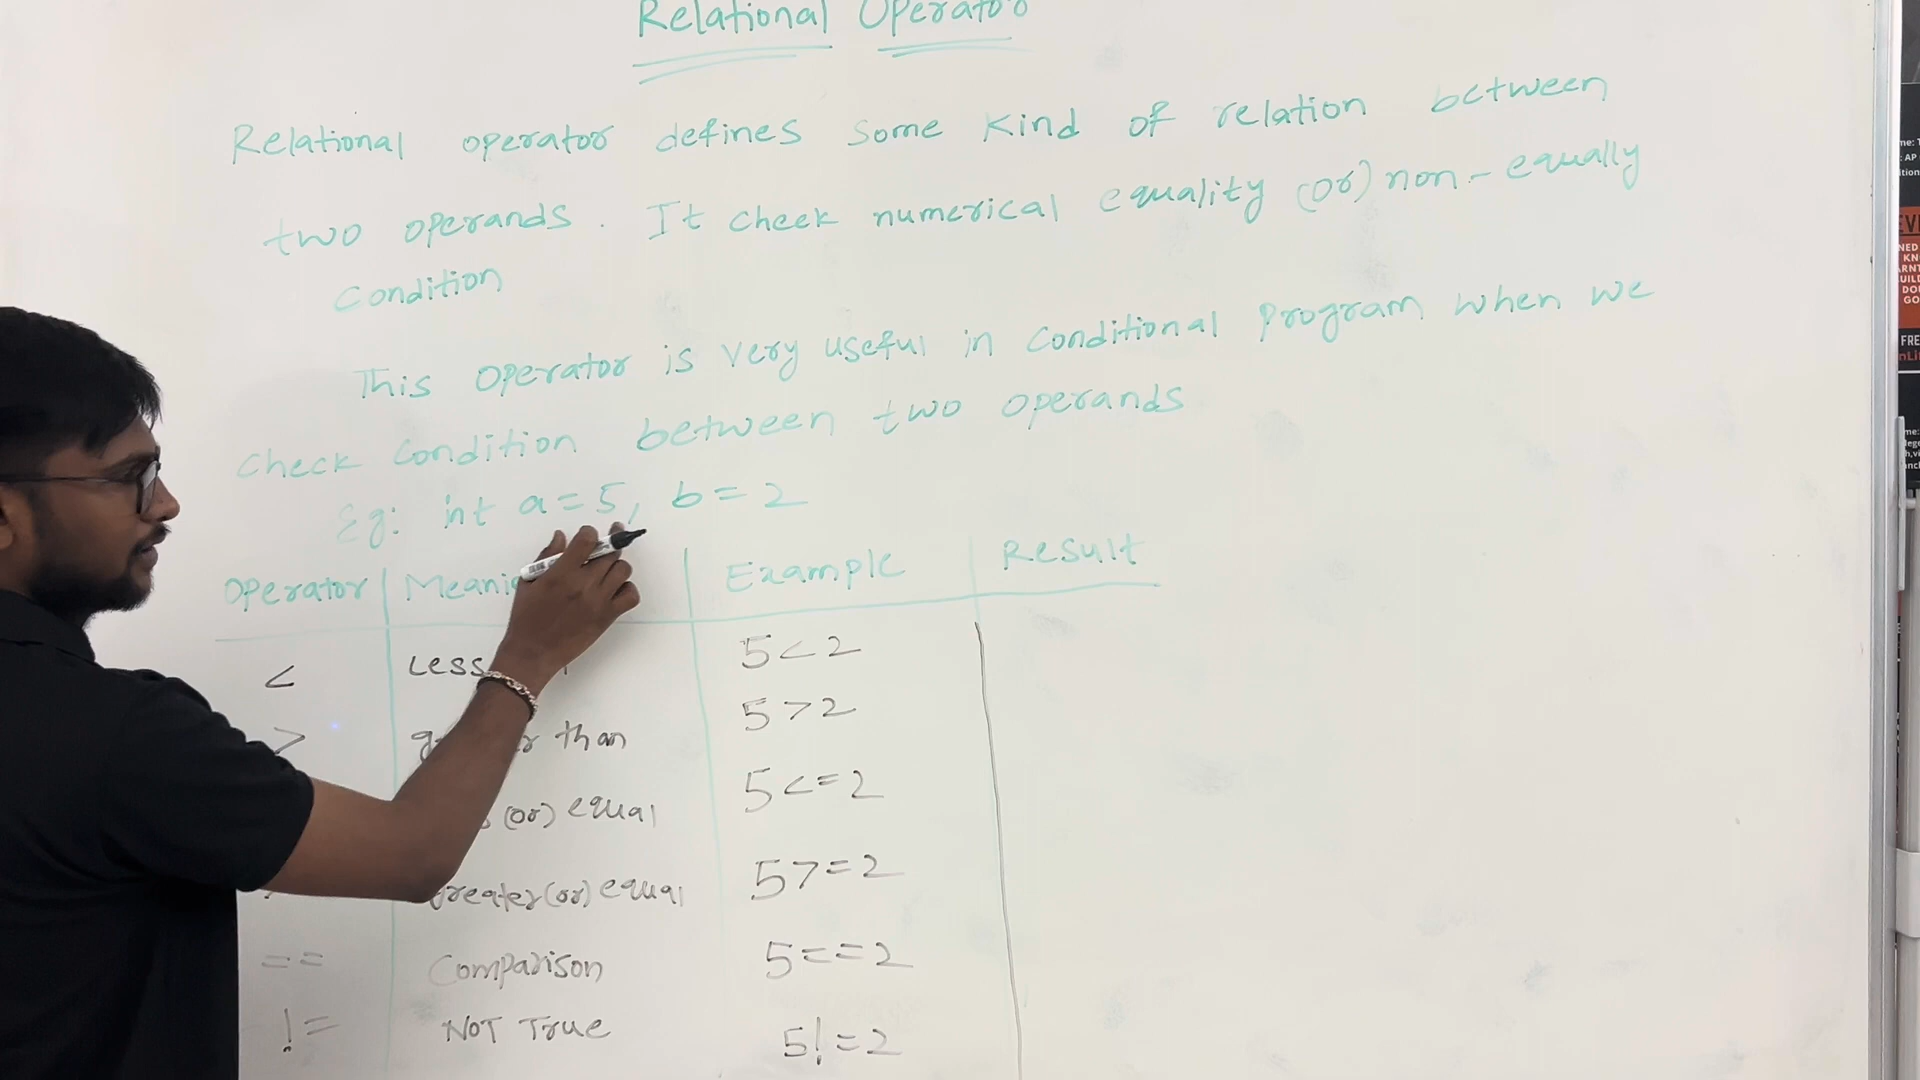 Relational Operator
Relational operator defines some kind of relation between
two operands. It check numerical equality (or) non-equally
condition
This operator is very useful in conditional program when we
check condition between two operands
Eg: int a=5, b=2
Operator Example Result
< Less 5<2
> than 5>2
(or) equal 5<=2
greater(or) equal 5>=2
== Comparison 5==2
!= NOT True 5!=2